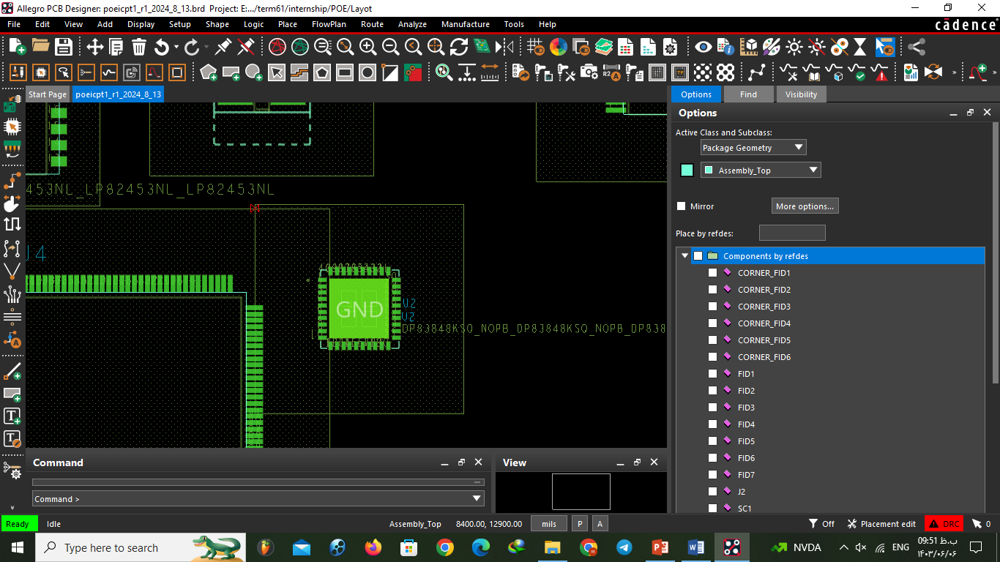 Allegro PCB Designer: poeicpt1_r1_2024_8_13.brd Project: E:.../term61/internship/POE/Layot
File Edit View Add Display Setup Shape Logic Place FlowPlan Route Analyze Manufacture Tools Help
cādence
Start Page
poeicpt1_r1_2024_8_13
Options
Find
Visibility
453NL_LP82453NL_LP82453NL
U4
GND
U2
U2
DP83848KSQ_NOPB_DP83848KSQ_NOPB_DP838
Options
Active Class and Subclass:
Package Geometry
Assembly_Top
Mirror
More options...
Place by refdes:
Components by refdes
CORNER_FID1
CORNER_FID2
CORNER_FID3
CORNER_FID4
CORNER_FID5
CORNER_FID6
FID1
FID2
FID3
FID4
FID5
FID6
FID7
J2
SC1
Command
Command >
View
Ready
Idle
Assembly_Top
8400.00, 12900.00
mils
P
A
Off
Placement edit
DRC
0
Type here to search
NVDA
ENG
09:51 ب.ظ
۱۴۰۳/۰۶/۰۶